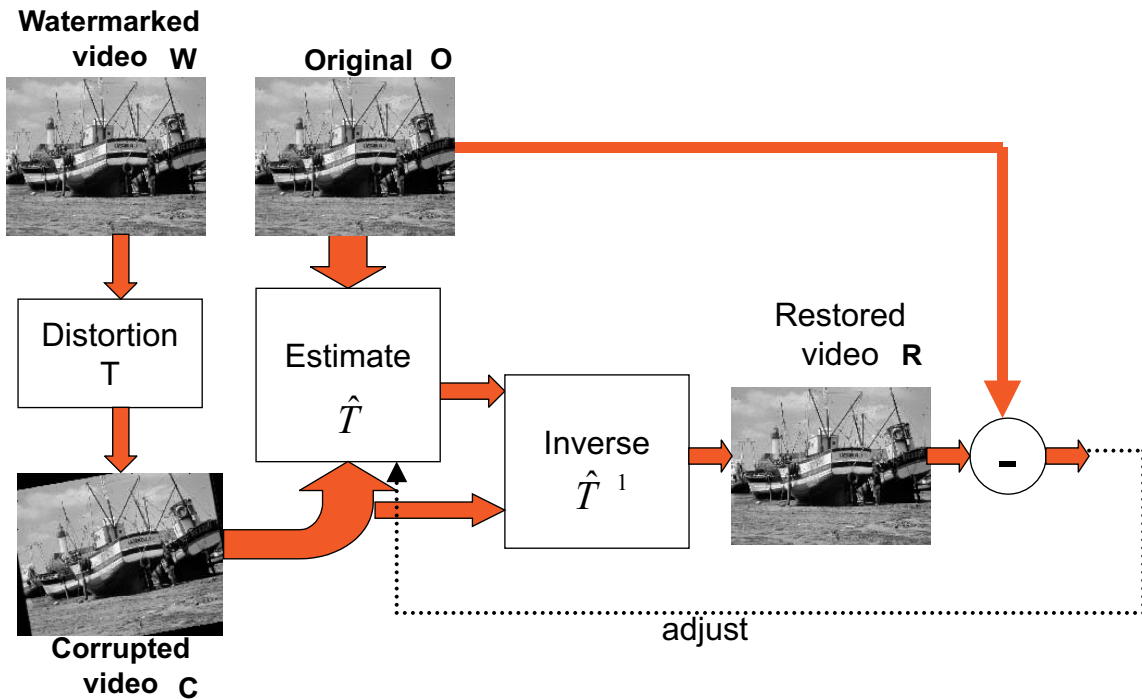 Watermarked
video W
Original O
Distortion
T
Estimate
T̂
Inverse
T̂ 1
Restored
video R
-
adjust
Corrupted
video C